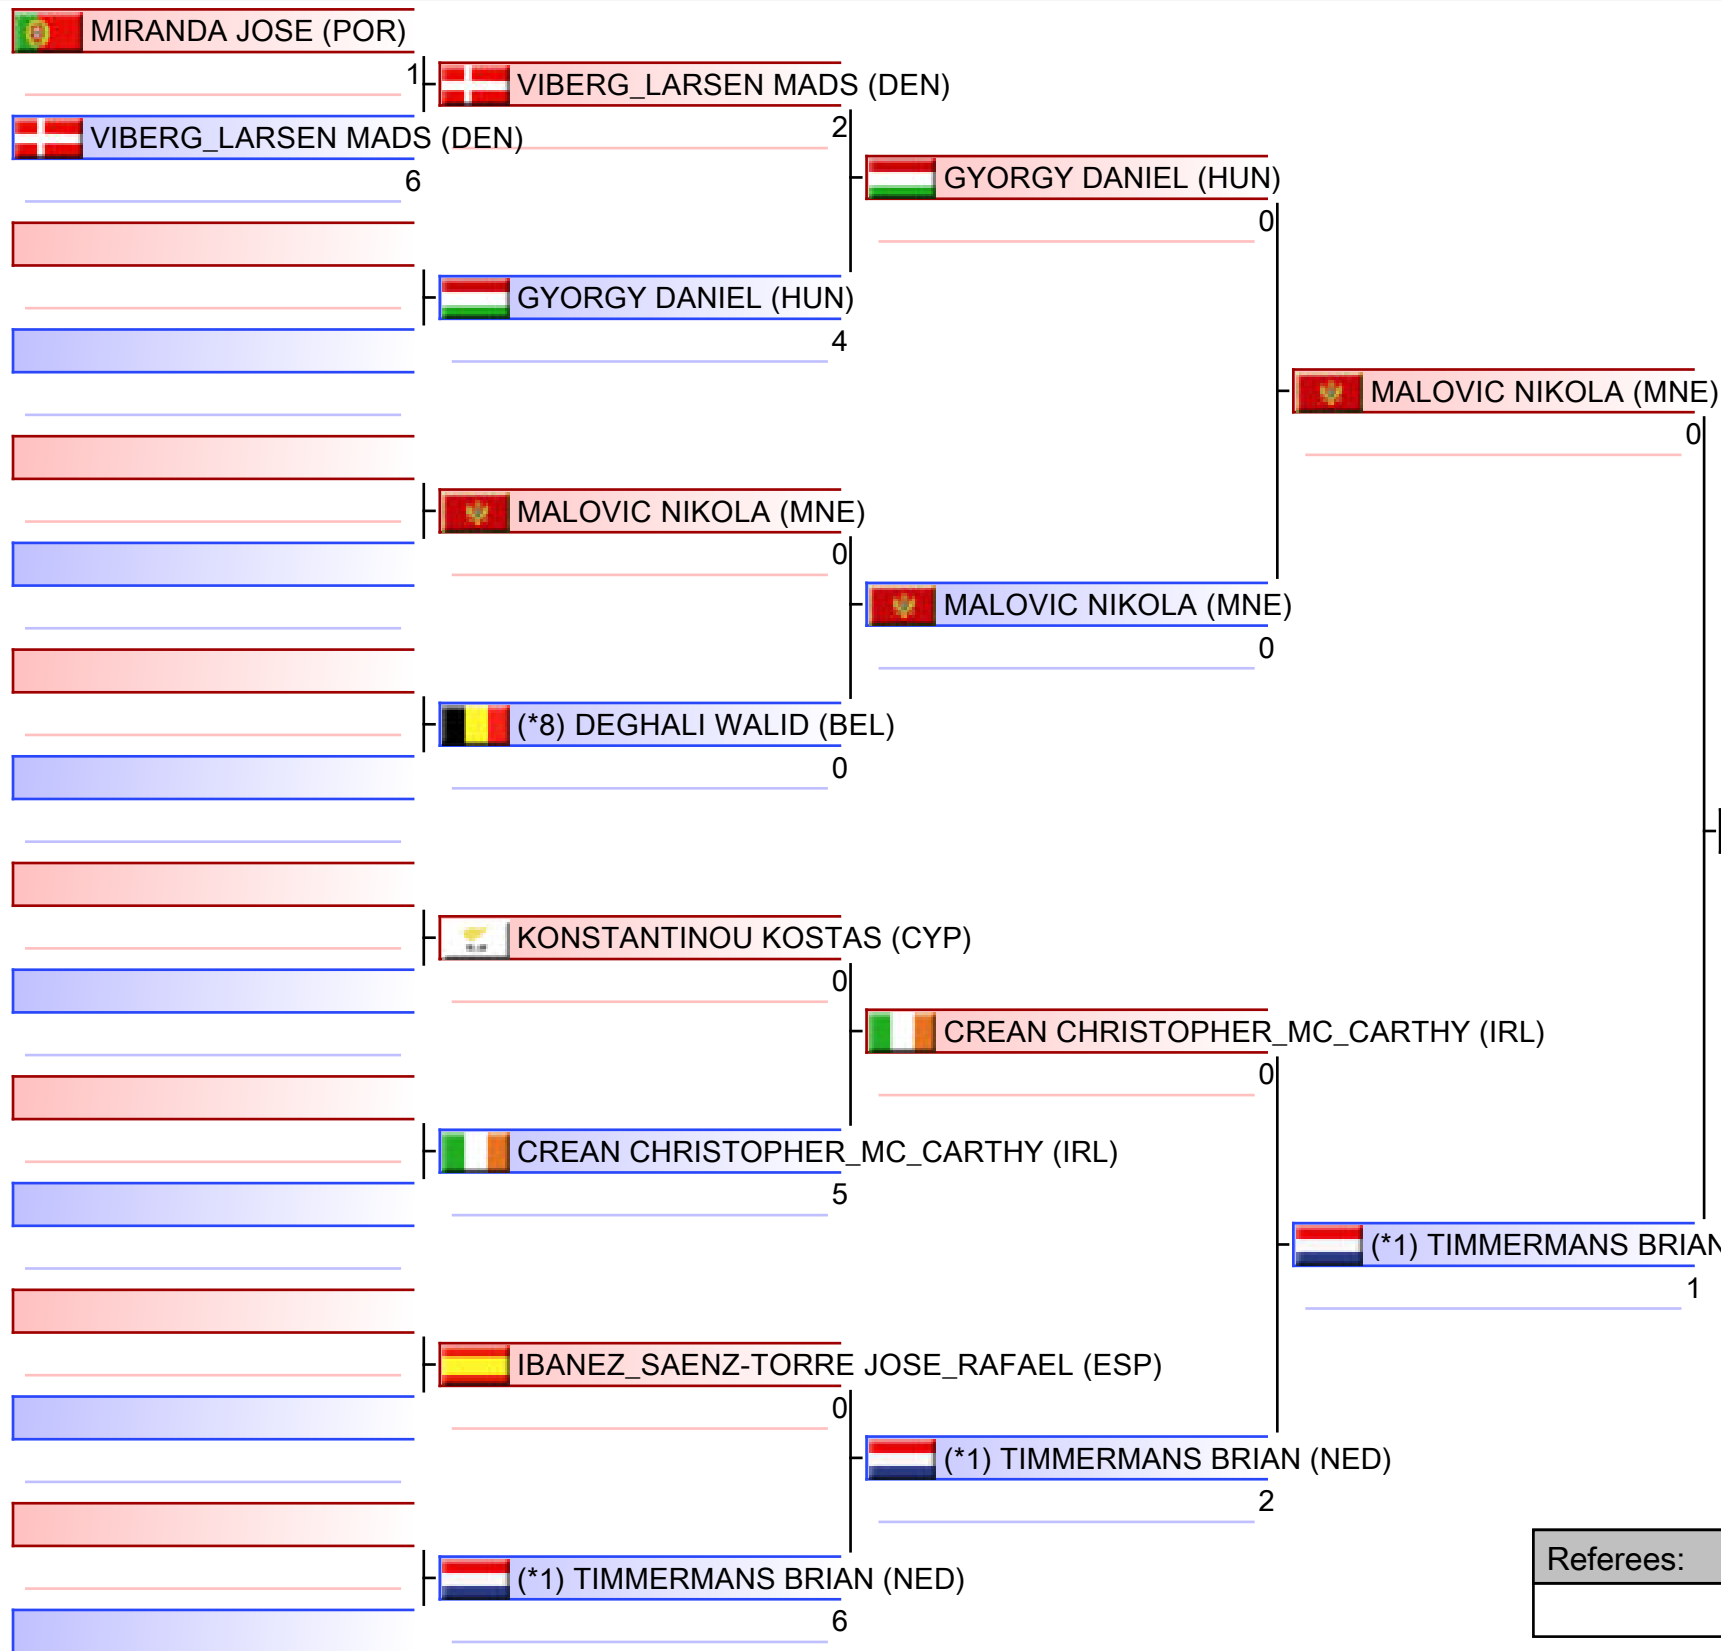 MIRANDA JOSE (POR)
1
VIBERG_LARSEN MADS (DEN)
VIBERG_LARSEN MADS (DEN)
2
6
GYORGY DANIEL (HUN)
0
GYORGY DANIEL (HUN)
4
MALOVIC NIKOLA (MNE)
0
MALOVIC NIKOLA (MNE)
0
MALOVIC NIKOLA (MNE)
0
(*8) DEGHALI WALID (BEL)
0
KONSTANTINOU KOSTAS (CYP)
0
CREAN CHRISTOPHER_MC_CARTHY (IRL)
0
CREAN CHRISTOPHER_MC_CARTHY (IRL)
5
(*1) TIMMERMANS BRIAN
1
IBANEZ_SAENZ-TORRE JOSE_RAFAEL (ESP)
0
(*1) TIMMERMANS BRIAN (NED)
2
(*1) TIMMERMANS BRIAN (NED)
6
Referees: